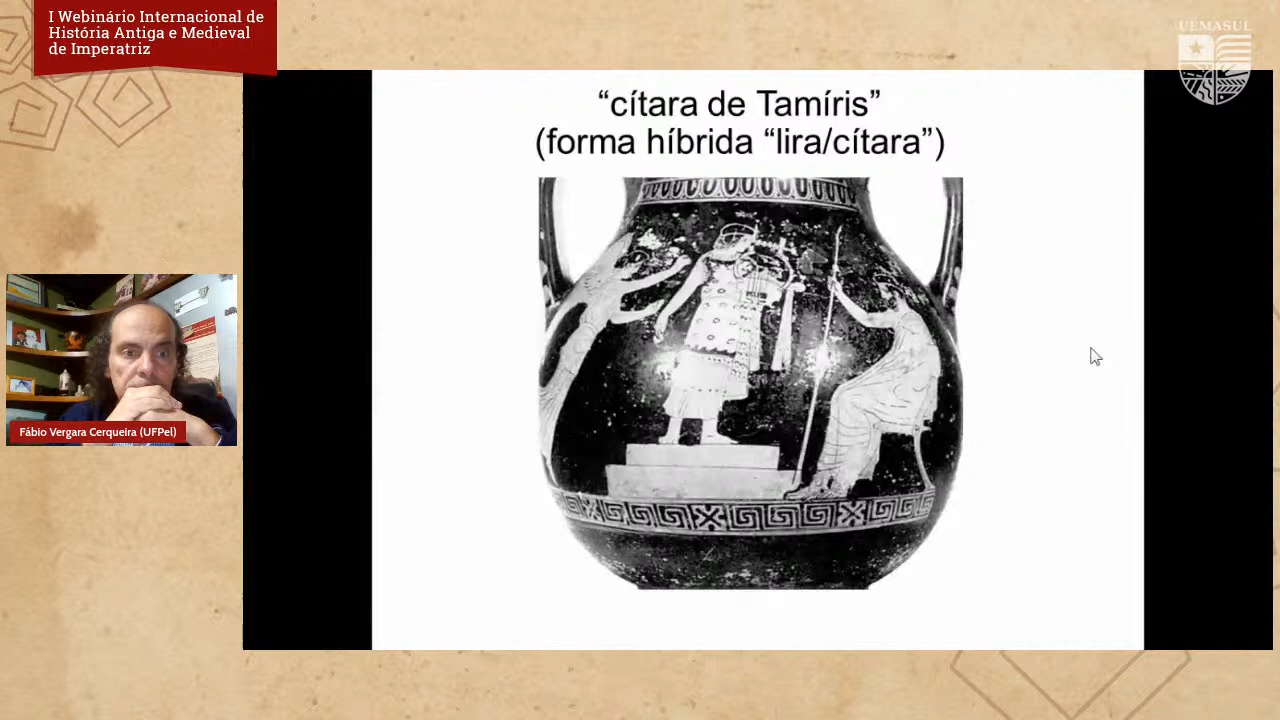 I Webinário Internacional de
História Antiga e Medieval
de Imperatriz
UEMASUL
“cítara de Tamíris”
(forma híbrida “lira/cítara”)
Fábio Vergara Cerqueira (UFPel)